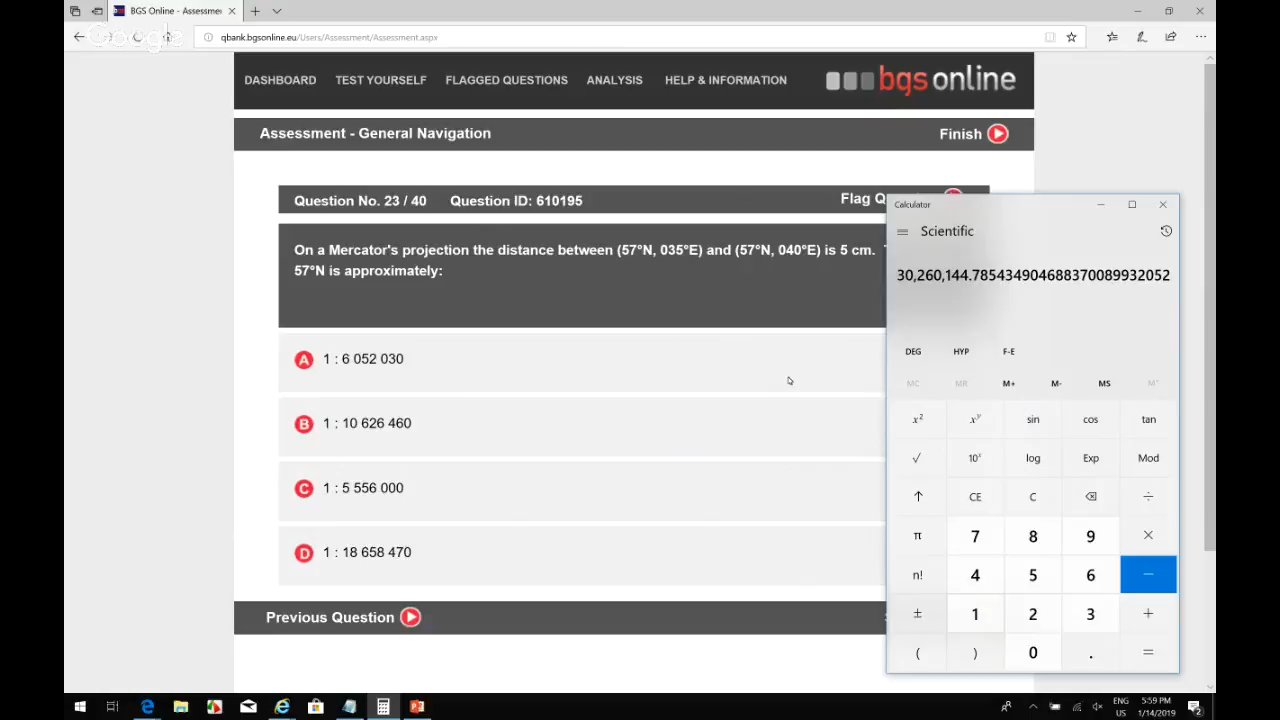 BGS Online - Assessmen
Google
qbank.bgsonline.eu/Users/Assessment/Assessment.aspx
DASHBOARD TEST YOURSELF FLAGGED QUESTIONS ANALYSIS HELP & INFORMATION bgsonline
Assessment - General Navigation Finish
Question No. 23 / 40 Question ID: 610195 Flag Q
On a Mercator's projection the distance between (57°N, 035°E) and (57°N, 040°E) is 5 cm.
57°N is approximately:
A 1 : 6 052 030
B 1 : 10 626 460
C 1 : 5 556 000
D 1 : 18 658 470
Previous Question
Calculator
Scientific
30,260,144.785434904688370089932052
DEG HYP F-E
MC MR M+ M- MS M˅
x² xʸ sin cos tan
√ 10ˣ log Exp Mod
↑ CE C ⌫ ÷
π 7 8 9 ×
n! 4 5 6 −
± 1 2 3 +
( ) 0 . =
ENG 5:59 PM
US 1/14/2019
2